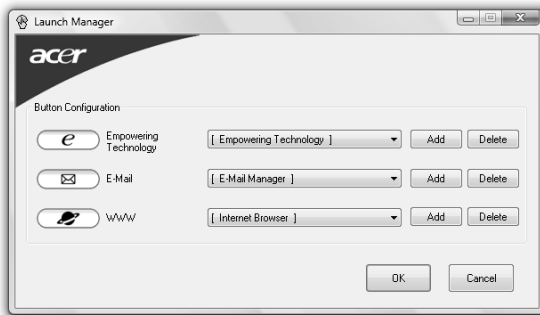 Launch Manager
acer
Button Configuration
e Empowering Technology [ Empowering Technology ] Add Delete
E-Mail [ E-Mail Manager ] Add Delete
WWW [ Internet Browser ] Add Delete
OK Cancel